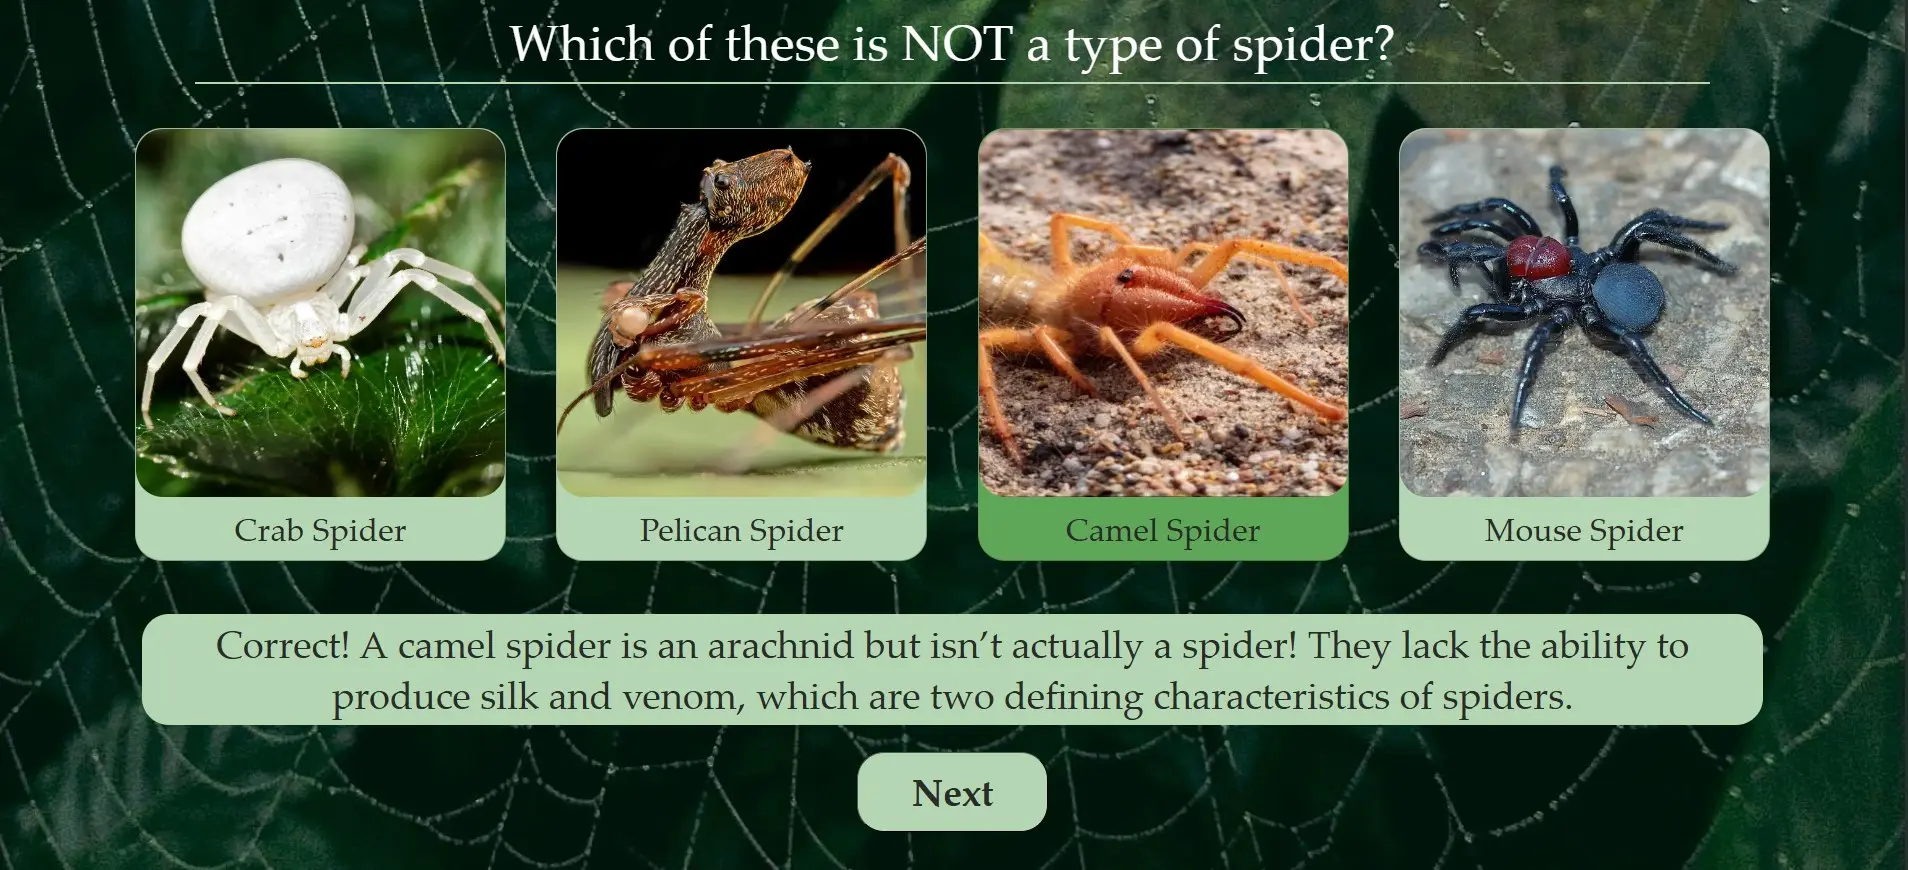 Which of these is NOT a type of spider?
Crab Spider
Pelican Spider
Camel Spider
Mouse Spider
Correct! A camel spider is an arachnid but isn’t actually a spider! They lack the ability to
produce silk and venom, which are two defining characteristics of spiders.
Next